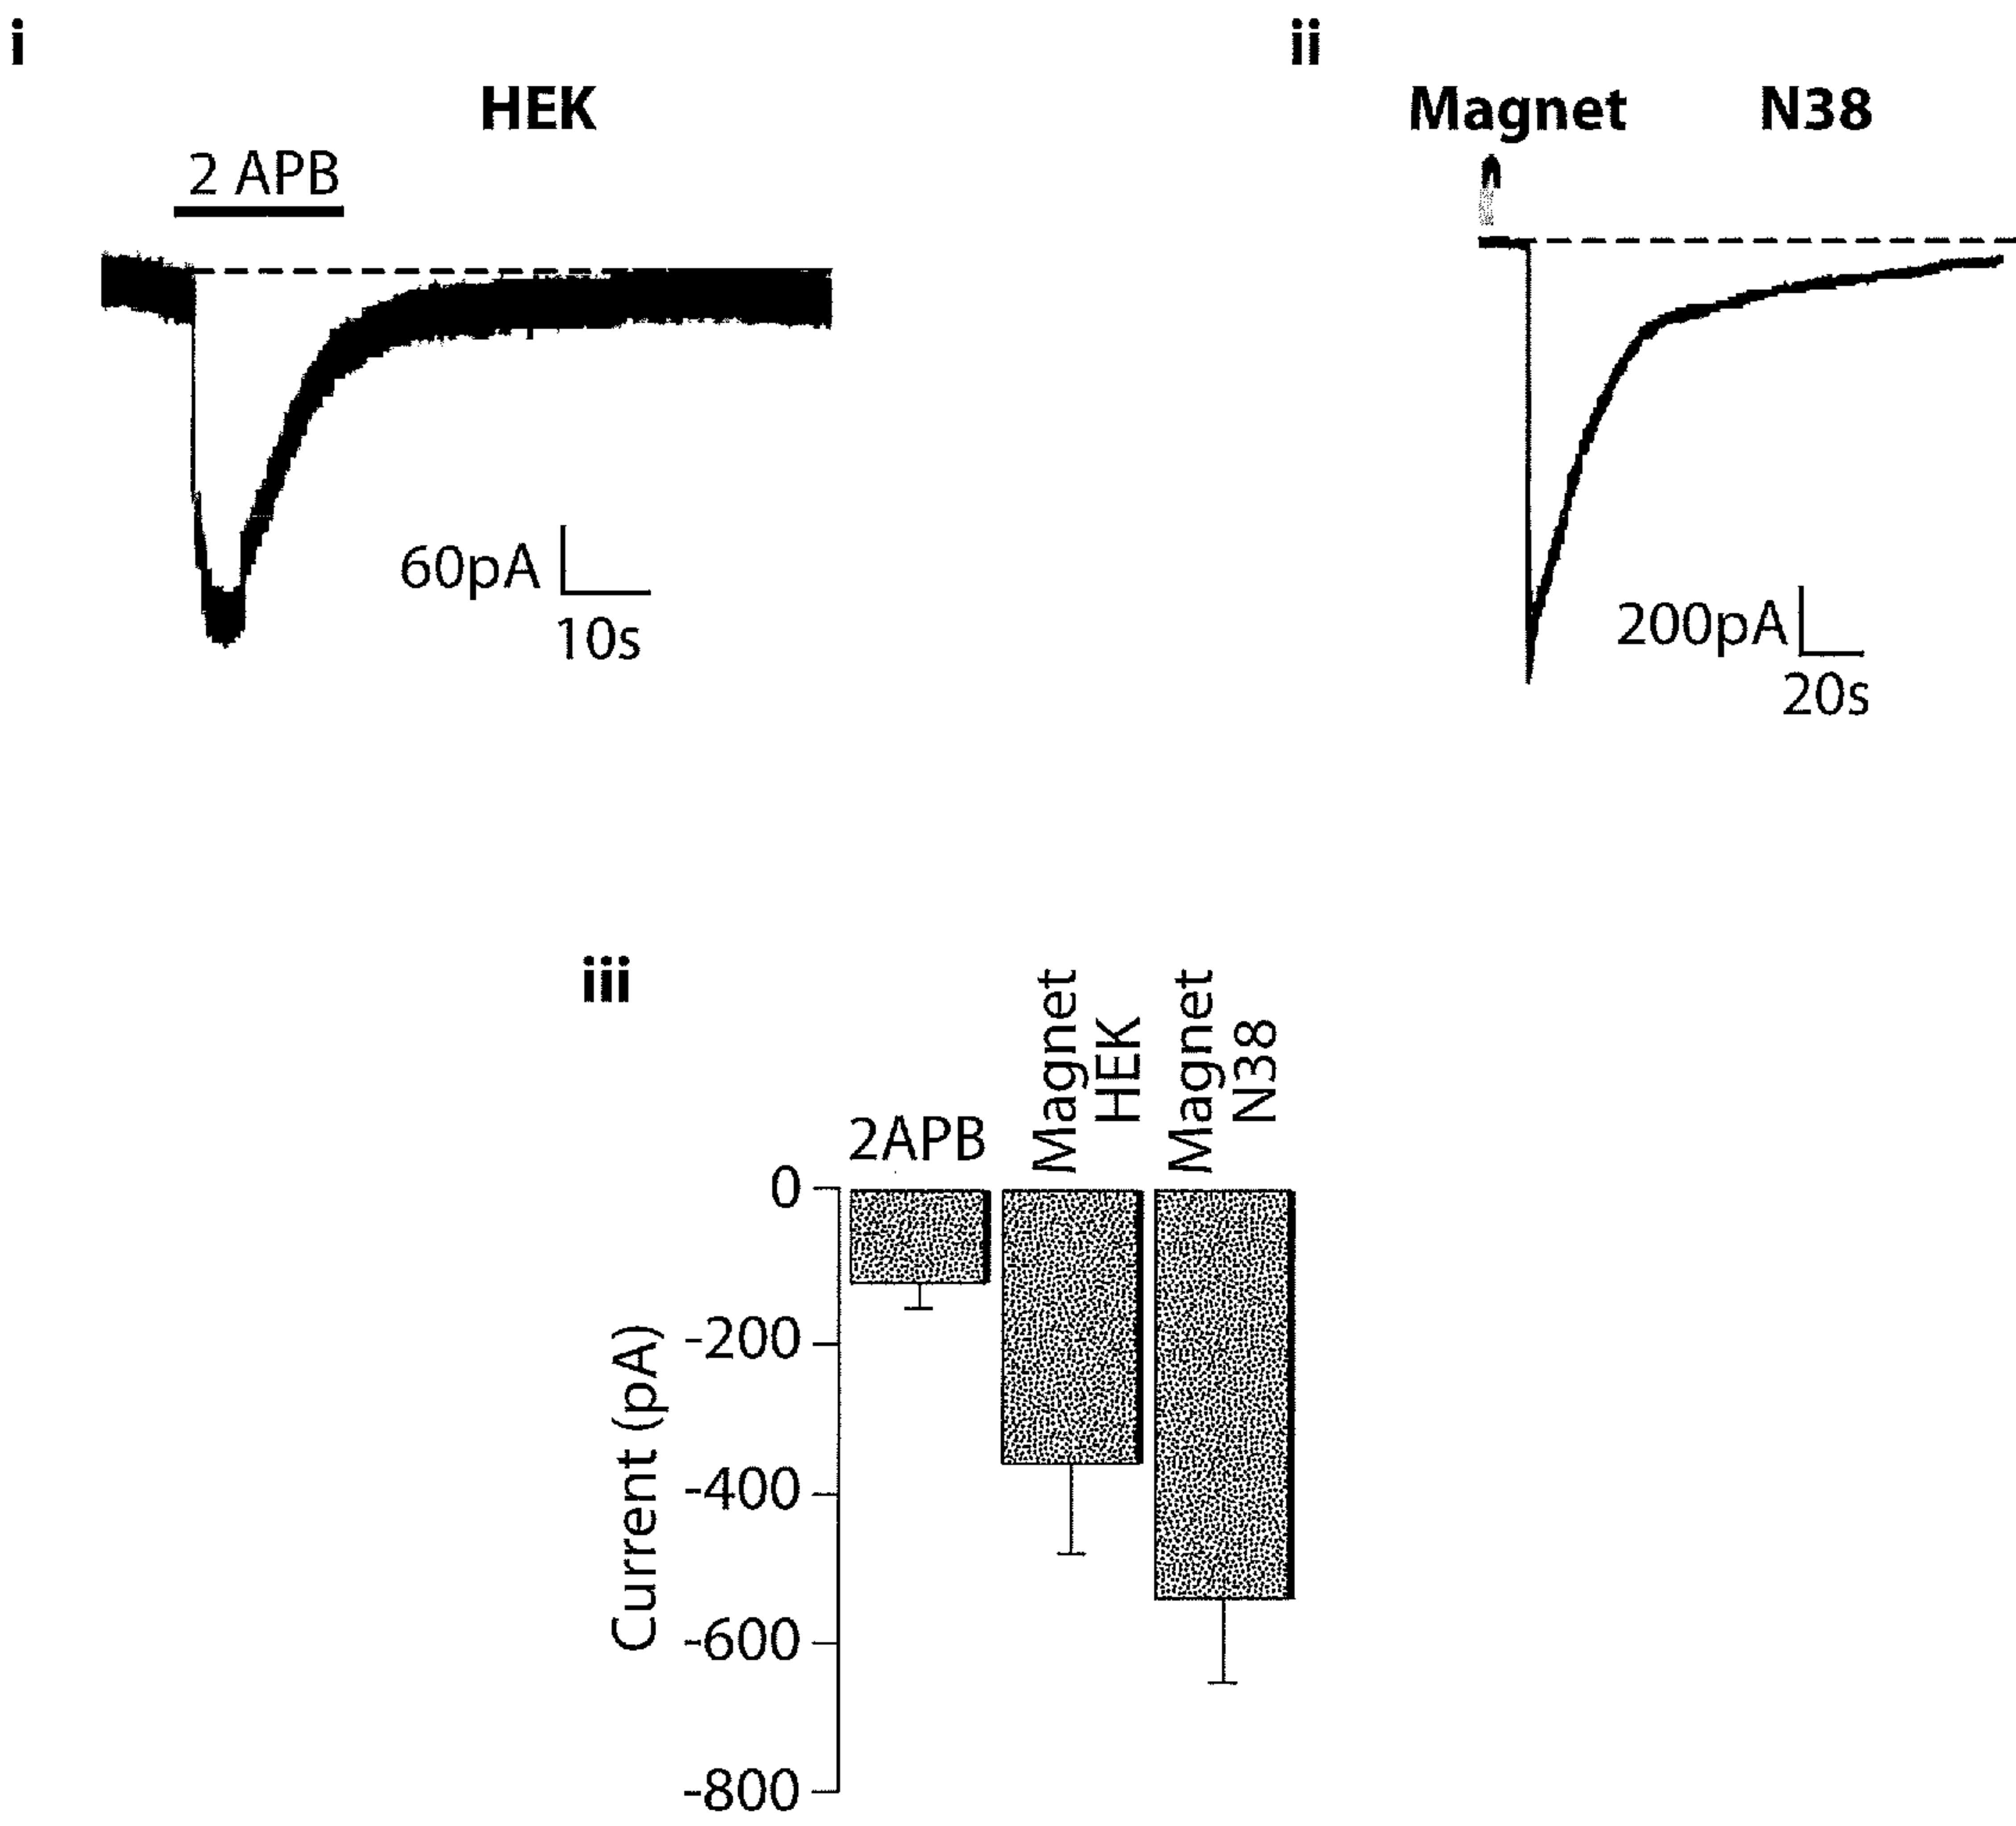 i
HEK
2 APB
60pA
10s
ii
Magnet
N38
200pA
20s
iii
2APB
Magnet
HEK
Magnet
N38
Current (pA)
0
-200
-400
-600
-800